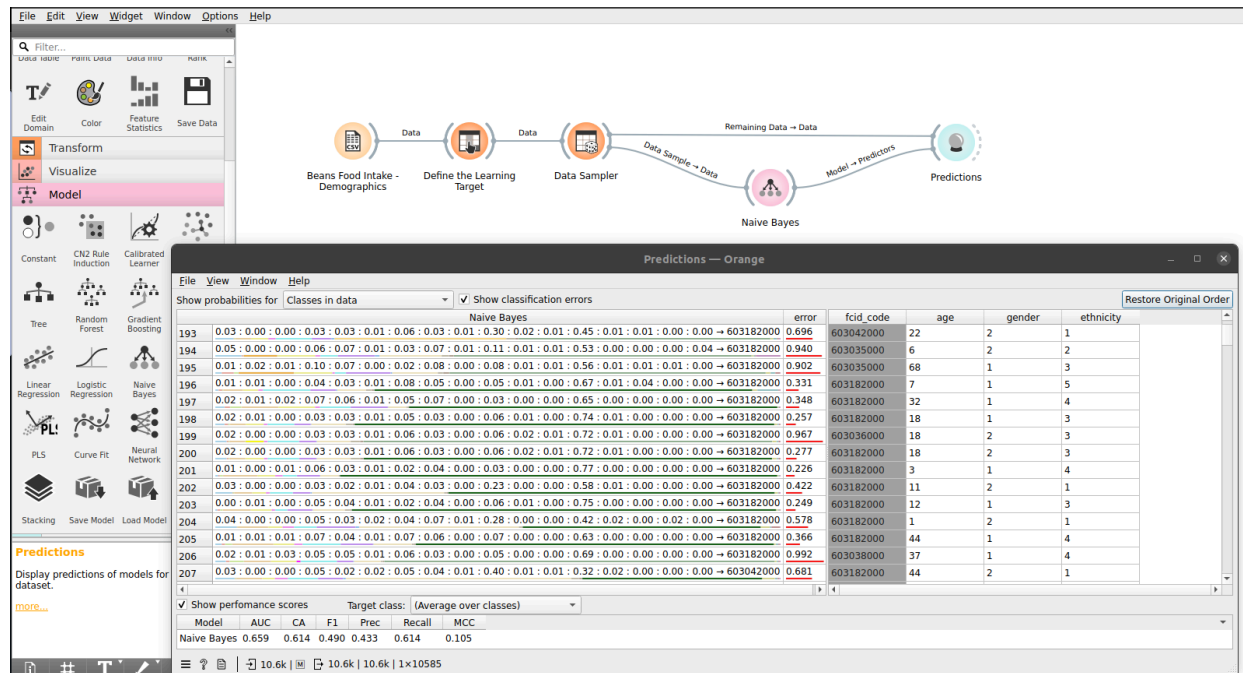 File Edit View Widget Window Options Help
Filter...
Data Table Paint Data Data Info Rank
Edit Domain Color Feature Statistics Save Data
Transform
Visualize
Model
Constant CN2 Rule Induction Calibrated Learner
Tree Random Forest Gradient Boosting
Linear Regression Logistic Regression Naive Bayes
PLS Curve Fit Neural Network
Stacking Save Model Load Model
Predictions
Display predictions of models for
dataset.
more...
Data Data Remaining Data → Data
Data Sample → Data
Model → Predictors
Beans Food Intake -
Demographics
Define the Learning
Target
Data Sampler
Naive Bayes
Predictions
Predictions — Orange
File View Window Help
Show probabilities for Classes in data Show classification errors Restore Original Order
Naive Bayes error fcid_code age gender ethnicity
193 0.03 : 0.00 : 0.00 : 0.03 : 0.03 : 0.01 : 0.06 : 0.03 : 0.01 : 0.30 : 0.02 : 0.01 : 0.45 : 0.01 : 0.01 : 0.00 : 0.00 → 603182000 0.696 603042000 22 2 1
194 0.05 : 0.00 : 0.00 : 0.06 : 0.07 : 0.01 : 0.03 : 0.07 : 0.01 : 0.11 : 0.01 : 0.01 : 0.53 : 0.00 : 0.00 : 0.00 : 0.04 → 603182000 0.940 603035000 6 2 2
195 0.01 : 0.02 : 0.01 : 0.10 : 0.07 : 0.00 : 0.02 : 0.08 : 0.00 : 0.08 : 0.01 : 0.01 : 0.56 : 0.01 : 0.01 : 0.01 : 0.00 → 603182000 0.902 603035000 68 1 3
196 0.01 : 0.01 : 0.00 : 0.04 : 0.03 : 0.01 : 0.08 : 0.05 : 0.00 : 0.05 : 0.01 : 0.00 : 0.67 : 0.01 : 0.04 : 0.00 : 0.00 → 603182000 0.331 603182000 7 1 5
197 0.02 : 0.01 : 0.02 : 0.07 : 0.06 : 0.01 : 0.05 : 0.07 : 0.00 : 0.03 : 0.00 : 0.00 : 0.65 : 0.00 : 0.00 : 0.00 : 0.00 → 603182000 0.348 603182000 32 1 4
198 0.02 : 0.01 : 0.00 : 0.03 : 0.03 : 0.01 : 0.05 : 0.03 : 0.00 : 0.06 : 0.01 : 0.00 : 0.74 : 0.01 : 0.00 : 0.00 : 0.00 → 603182000 0.257 603182000 18 1 3
199 0.02 : 0.00 : 0.00 : 0.03 : 0.03 : 0.01 : 0.06 : 0.03 : 0.00 : 0.06 : 0.02 : 0.01 : 0.72 : 0.01 : 0.00 : 0.00 : 0.00 → 603182000 0.967 603036000 18 2 3
200 0.02 : 0.00 : 0.00 : 0.03 : 0.03 : 0.01 : 0.06 : 0.03 : 0.00 : 0.06 : 0.02 : 0.01 : 0.72 : 0.01 : 0.00 : 0.00 : 0.00 → 603182000 0.277 603182000 18 2 3
201 0.01 : 0.00 : 0.01 : 0.06 : 0.03 : 0.01 : 0.02 : 0.04 : 0.00 : 0.03 : 0.00 : 0.00 : 0.77 : 0.00 : 0.01 : 0.00 : 0.00 → 603182000 0.226 603182000 3 1 4
202 0.03 : 0.00 : 0.00 : 0.03 : 0.02 : 0.01 : 0.04 : 0.03 : 0.00 : 0.23 : 0.00 : 0.00 : 0.58 : 0.01 : 0.00 : 0.00 : 0.00 → 603182000 0.422 603182000 11 2 1
203 0.00 : 0.01 : 0.00 : 0.05 : 0.04 : 0.01 : 0.02 : 0.04 : 0.00 : 0.06 : 0.01 : 0.00 : 0.75 : 0.00 : 0.00 : 0.00 : 0.00 → 603182000 0.249 603182000 12 1 3
204 0.04 : 0.00 : 0.00 : 0.05 : 0.03 : 0.02 : 0.04 : 0.07 : 0.01 : 0.28 : 0.00 : 0.00 : 0.42 : 0.02 : 0.00 : 0.02 : 0.00 → 603182000 0.578 603182000 1 2 1
205 0.01 : 0.01 : 0.01 : 0.07 : 0.04 : 0.01 : 0.07 : 0.06 : 0.00 : 0.07 : 0.00 : 0.00 : 0.63 : 0.00 : 0.00 : 0.00 : 0.00 → 603182000 0.366 603182000 44 1 4
206 0.02 : 0.01 : 0.03 : 0.05 : 0.05 : 0.01 : 0.06 : 0.03 : 0.00 : 0.05 : 0.00 : 0.00 : 0.69 : 0.00 : 0.00 : 0.00 : 0.00 → 603182000 0.992 603038000 37 1 4
207 0.03 : 0.00 : 0.00 : 0.05 : 0.02 : 0.02 : 0.05 : 0.04 : 0.01 : 0.40 : 0.01 : 0.01 : 0.32 : 0.02 : 0.00 : 0.00 : 0.00 → 603042000 0.681 603182000 44 2 1
Show perfomance scores Target class: (Average over classes)
Model AUC CA F1 Prec Recall MCC
Naive Bayes 0.659 0.614 0.490 0.433 0.614 0.105
10.6k | M 10.6k | 10.6k | 1×10585